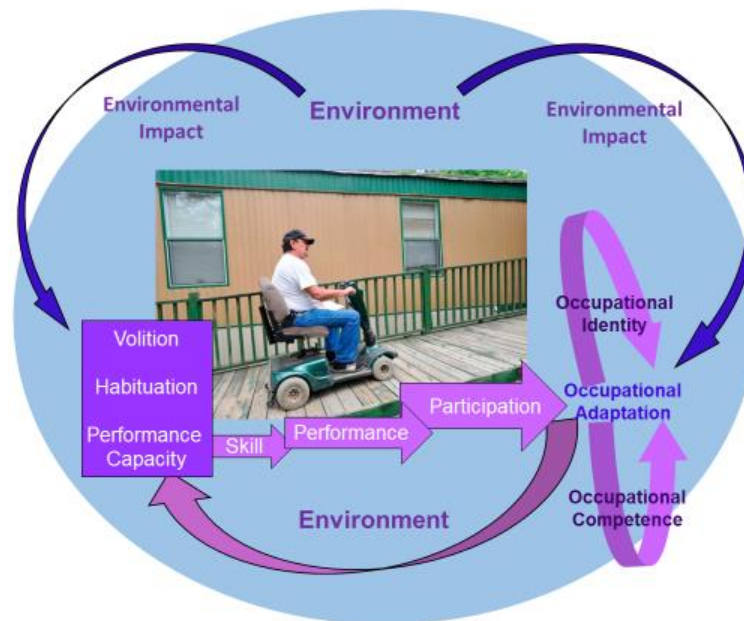 Environment
Environmental
Impact
Environmental
Impact
Volition
Habituation
Performance
Capacity
Skill
Performance
Participation
Occupational
Identity
Occupational
Adaptation
Occupational
Competence
Environment